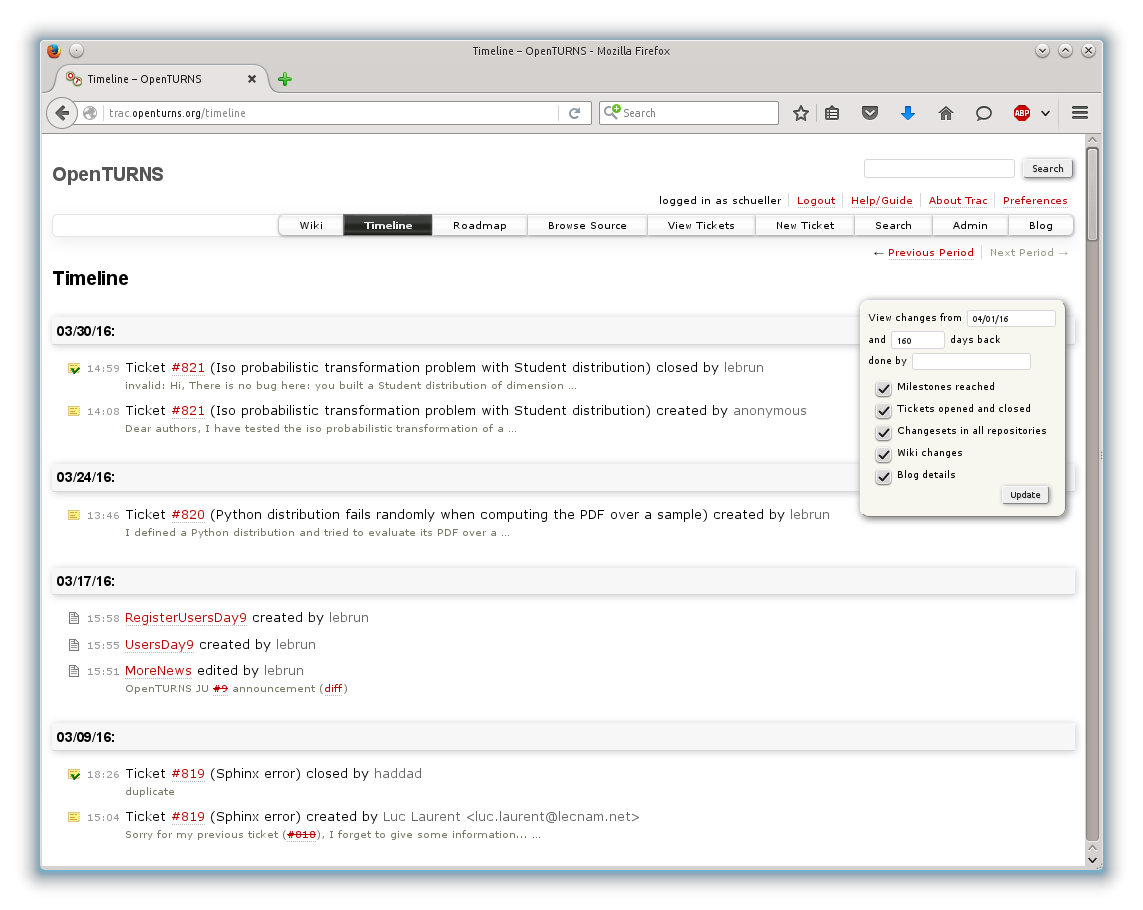 Timeline – OpenTURNS - Mozilla Firefox
Timeline – OpenTURNS
trac.openturns.org/timeline
Search
ABP
OpenTURNS
Search
logged in as schueller Logout Help/Guide About Trac Preferences
Wiki Timeline Roadmap Browse Source View Tickets New Ticket Search Admin Blog
← Previous Period Next Period →
Timeline
View changes from 04/01/16
and 160 days back
done by
Milestones reached
Tickets opened and closed
Changesets in all repositories
Wiki changes
Blog details
Update
03/30/16:
14:59 Ticket #821 (Iso probabilistic transformation problem with Student distribution) closed by lebrun
invalid: Hi, There is no bug here: you built a Student distribution of dimension ...
14:08 Ticket #821 (Iso probabilistic transformation problem with Student distribution) created by anonymous
Dear authors, I have tested the iso probabilistic transformation of a ...
03/24/16:
13:46 Ticket #820 (Python distribution fails randomly when computing the PDF over a sample) created by lebrun
I defined a Python distribution and tried to evaluate its PDF over a ...
03/17/16:
15:58 RegisterUsersDay9 created by lebrun
15:55 UsersDay9 created by lebrun
15:51 MoreNews edited by lebrun
OpenTURNS JU #9 announcement (diff)
03/09/16:
18:26 Ticket #819 (Sphinx error) closed by haddad
duplicate
15:04 Ticket #819 (Sphinx error) created by Luc Laurent <luc.laurent@lecnam.net>
Sorry for my previous ticket (#818), I forget to give some information... ...